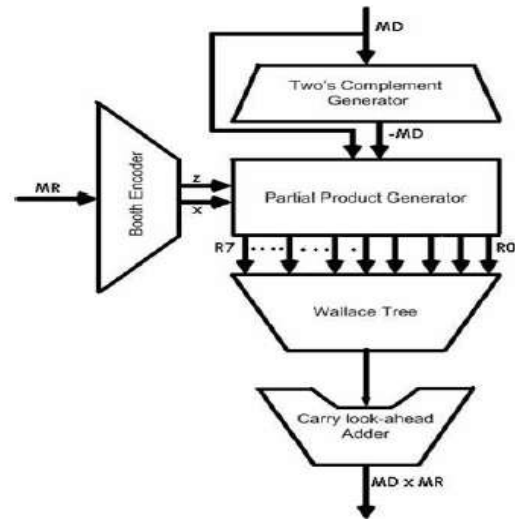 MD
Two's Complement
Generator
-MD
Booth Encoder
MR
z
x
Partial Product Generator
R7
R0
Wallace Tree
Carry look-ahead
Adder
MD x MR